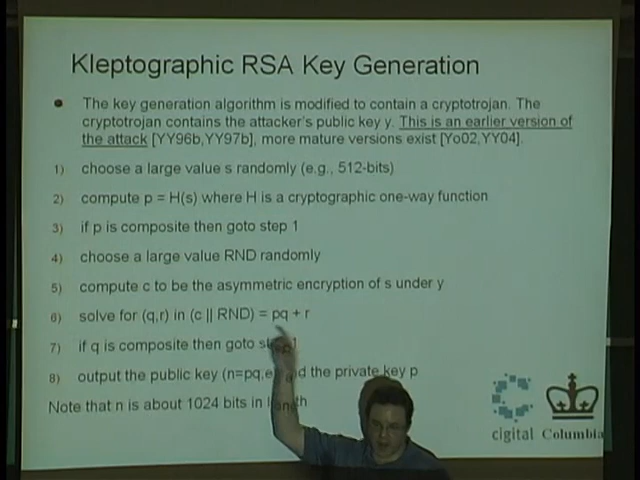 Kleptographic RSA Key Generation
• The key generation algorithm is modified to contain a cryptotrojan. The
cryptotrojan contains the attacker's public key y. This is an earlier version of
the attack [YY96b,YY97b], more mature versions exist [Yo02,YY04].
1) choose a large value s randomly (e.g., 512-bits)
2) compute p = H(s) where H is a cryptographic one-way function
3) if p is composite then goto step 1
4) choose a large value RND randomly
5) compute c to be the asymmetric encryption of s under y
6) solve for (q,r) in (c || RND) = pq + r
7) if q is composite then goto st 1
8) output the public key (n=pq,e the private key p
Note that n is about 1024 bits in
cigital Columbia